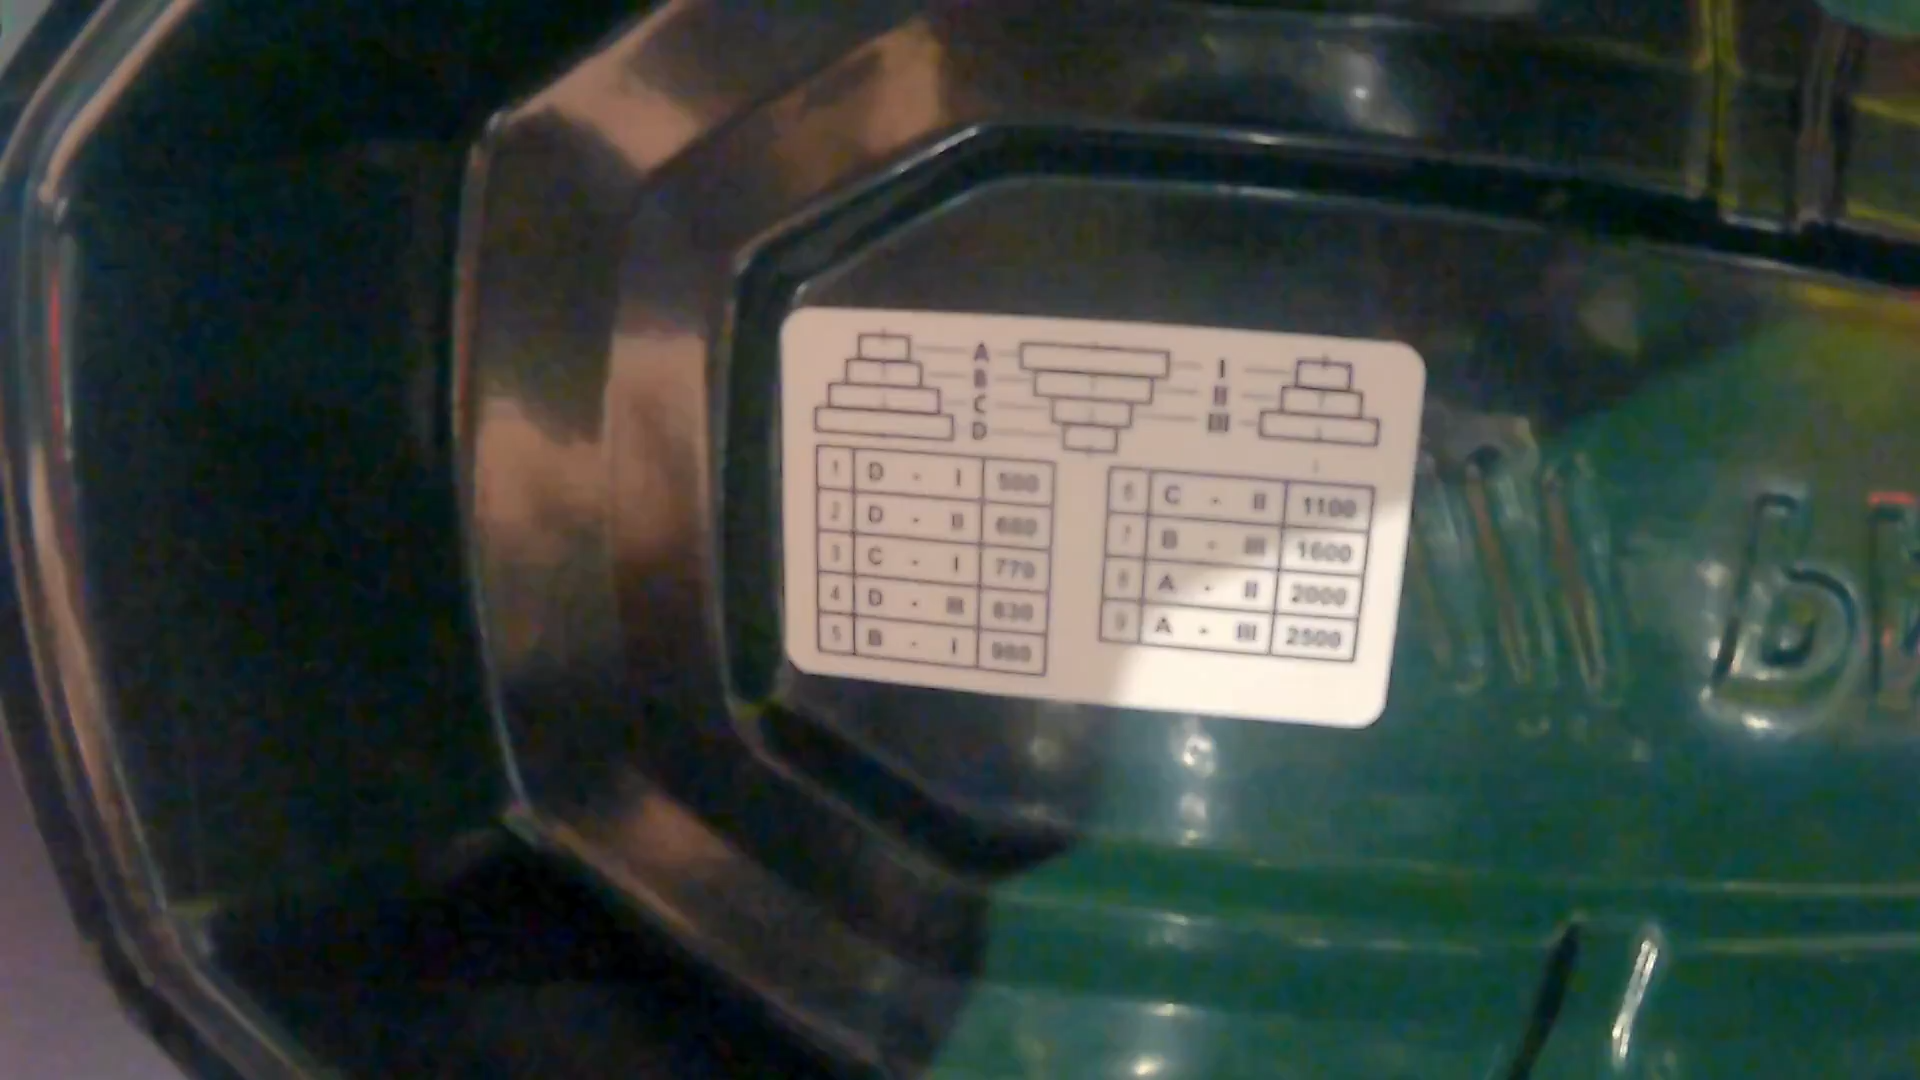 A I
B II
C III
D
1 D - I 500
2 D - II 660
3 C - I 770
4 D - III 830
5 B - I 980
6 C - II 1100
7 B - III 1600
8 A - II 2000
9 A - III 2500